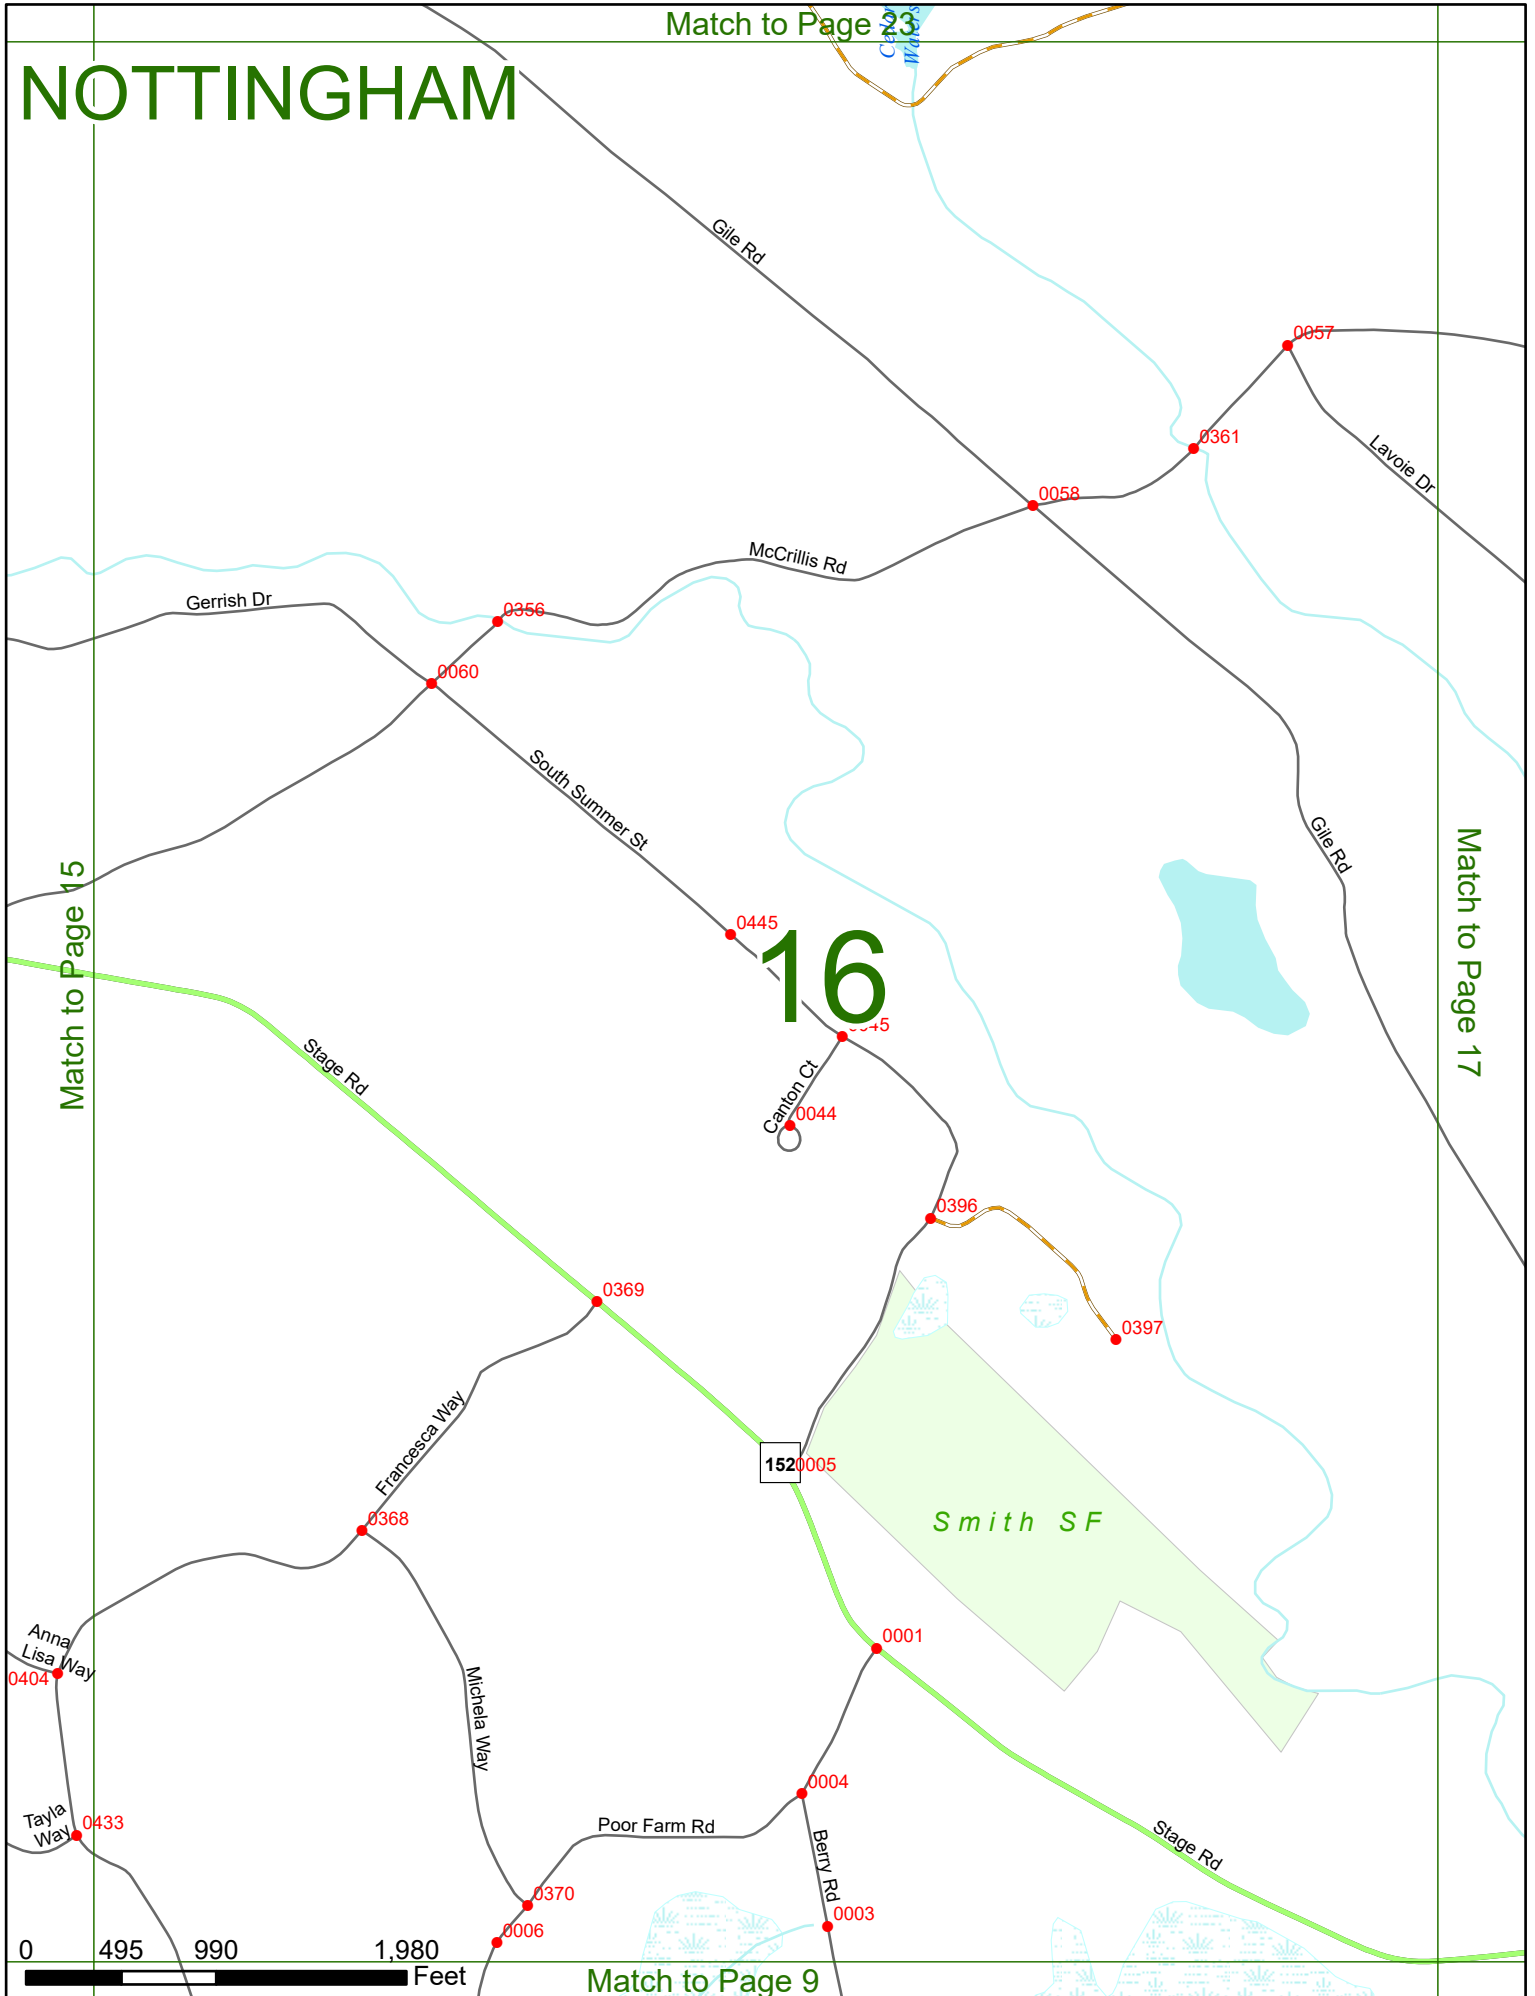 Match to Page 23
Cedar
Waters
NOTTINGHAM
Gile Rd
0057
0361
Lavoie Dr
0058
McCrillis Rd
Gerrish Dr
0356
0060
South Summer St
Gile Rd
Match to Page 15
Match to Page 17
0445
16
Stage Rd
Canton Ct
0044
0396
0369
0397
Francesca Way
152
0005
Smith SF
0368
Anna
Lisa Way
0404
0001
Michela Way
0004
Tayla
Way
0433
Poor Farm Rd
Berry Rd
Stage Rd
0370
0003
0006
0 495 990 1,980
Feet
Match to Page 9